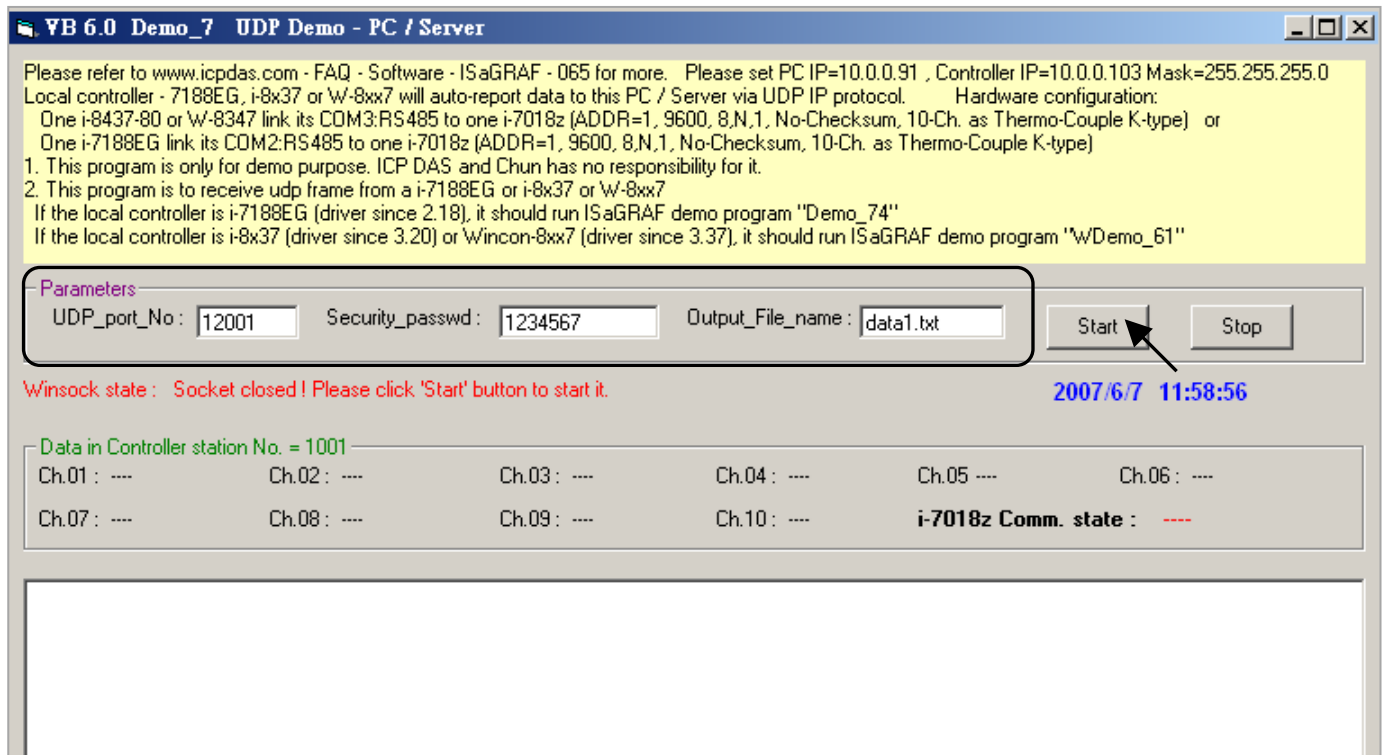 VB 6.0 Demo_7 UDP Demo - PC / Server
Please refer to www.icpdas.com - FAQ - Software - ISaGRAF - 065 for more. Please set PC IP=10.0.0.91 , Controller IP=10.0.0.103 Mask=255.255.255.0
Local controller - 7188EG, i-8x37 or W-8xx7 will auto-report data to this PC / Server via UDP IP protocol. Hardware configuration:
One i-8437-80 or W-8347 link its COM3:RS485 to one i-7018z (ADDR=1, 9600, 8,N,1, No-Checksum, 10-Ch. as Thermo-Couple K-type) or
One i-7188EG link its COM2:RS485 to one i-7018z (ADDR=1, 9600, 8,N,1, No-Checksum, 10-Ch. as Thermo-Couple K-type)
1. This program is only for demo purpose. ICP DAS and Chun has no responsibility for it.
2. This program is to receive udp frame from a i-7188EG or i-8x37 or W-8xx7
If the local controller is i-7188EG (driver since 2.18), it should run ISaGRAF demo program "Demo_74"
If the local controller is i-8x37 (driver since 3.20) or Wincon-8xx7 (driver since 3.37), it should run ISaGRAF demo program "WDemo_61"
Parameters
UDP_port_No : 12001 Security_passwd : 1234567 Output_File_name : data1.txt Start Stop
Winsock state : Socket closed ! Please click 'Start' button to start it. 2007/6/7 11:58:56
Data in Controller station No. = 1001
Ch.01 : ---- Ch.02 : ---- Ch.03 : ---- Ch.04 : ---- Ch.05 ---- Ch.06 : ----
Ch.07 : ---- Ch.08 : ---- Ch.09 : ---- Ch.10 : ---- i-7018z Comm. state : ----